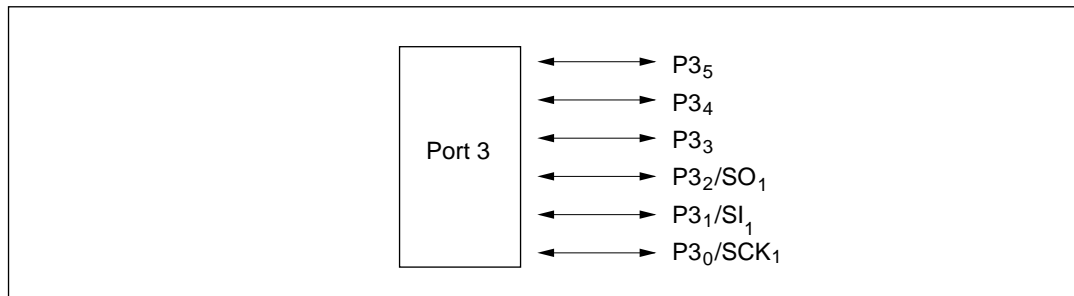 Port 3
P3₅
P3₄
P3₃
P3₂/SO₁
P3₁/SI₁
P3₀/SCK₁